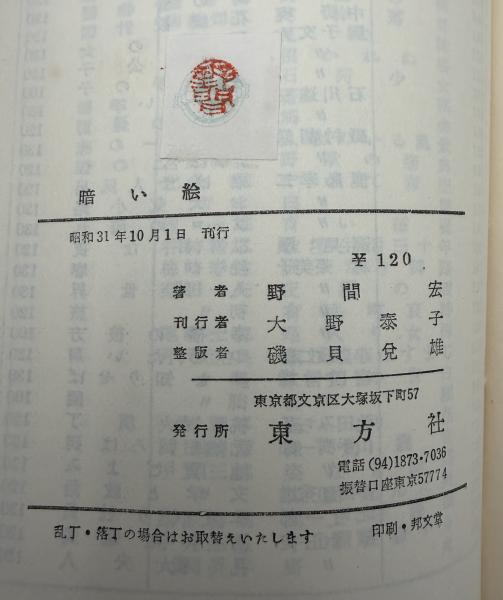 暗い絵
昭和31年10月1日 刊行
￥120
著者 野間宏
刊行者 大野泰子
整版者 磯貝兌雄
東京都文京区大塚坂下町57
発行所 東方社
電話(94)1873・7036
振替口座東京57774
乱丁・落丁の場合はお取替えいたします 印刷・邦文堂